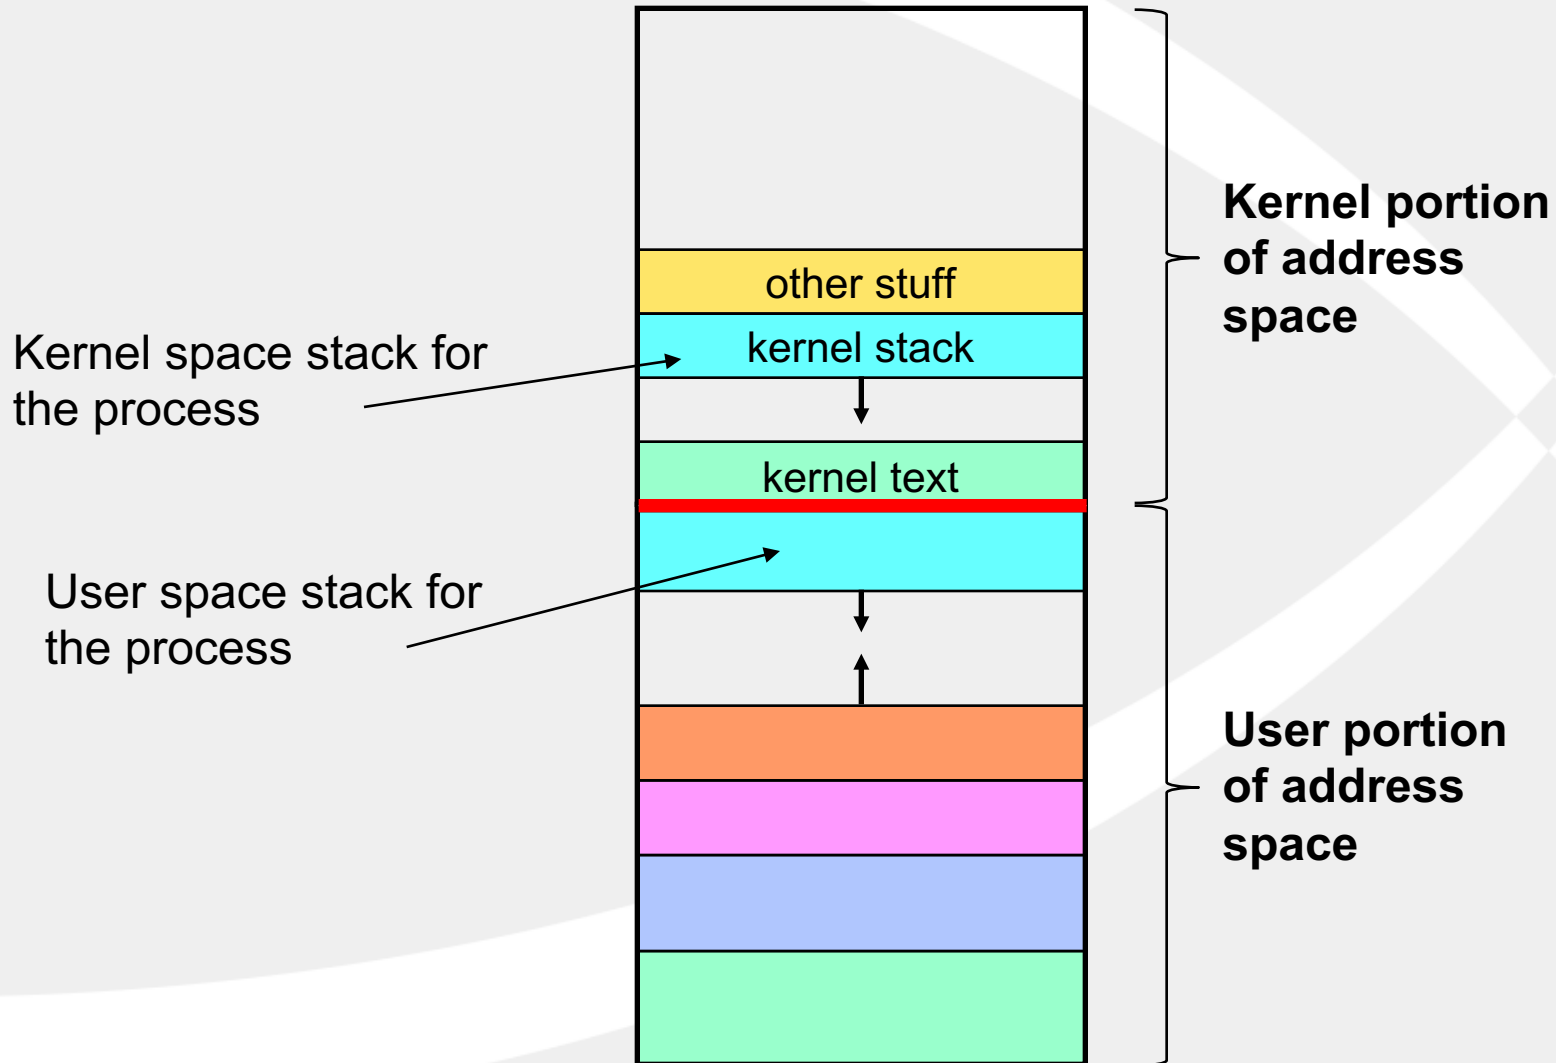 Kernel portion
of address
space
other stuff
kernel stack
Kernel space stack for
the process
kernel text
User space stack for
the process
User portion
of address
space